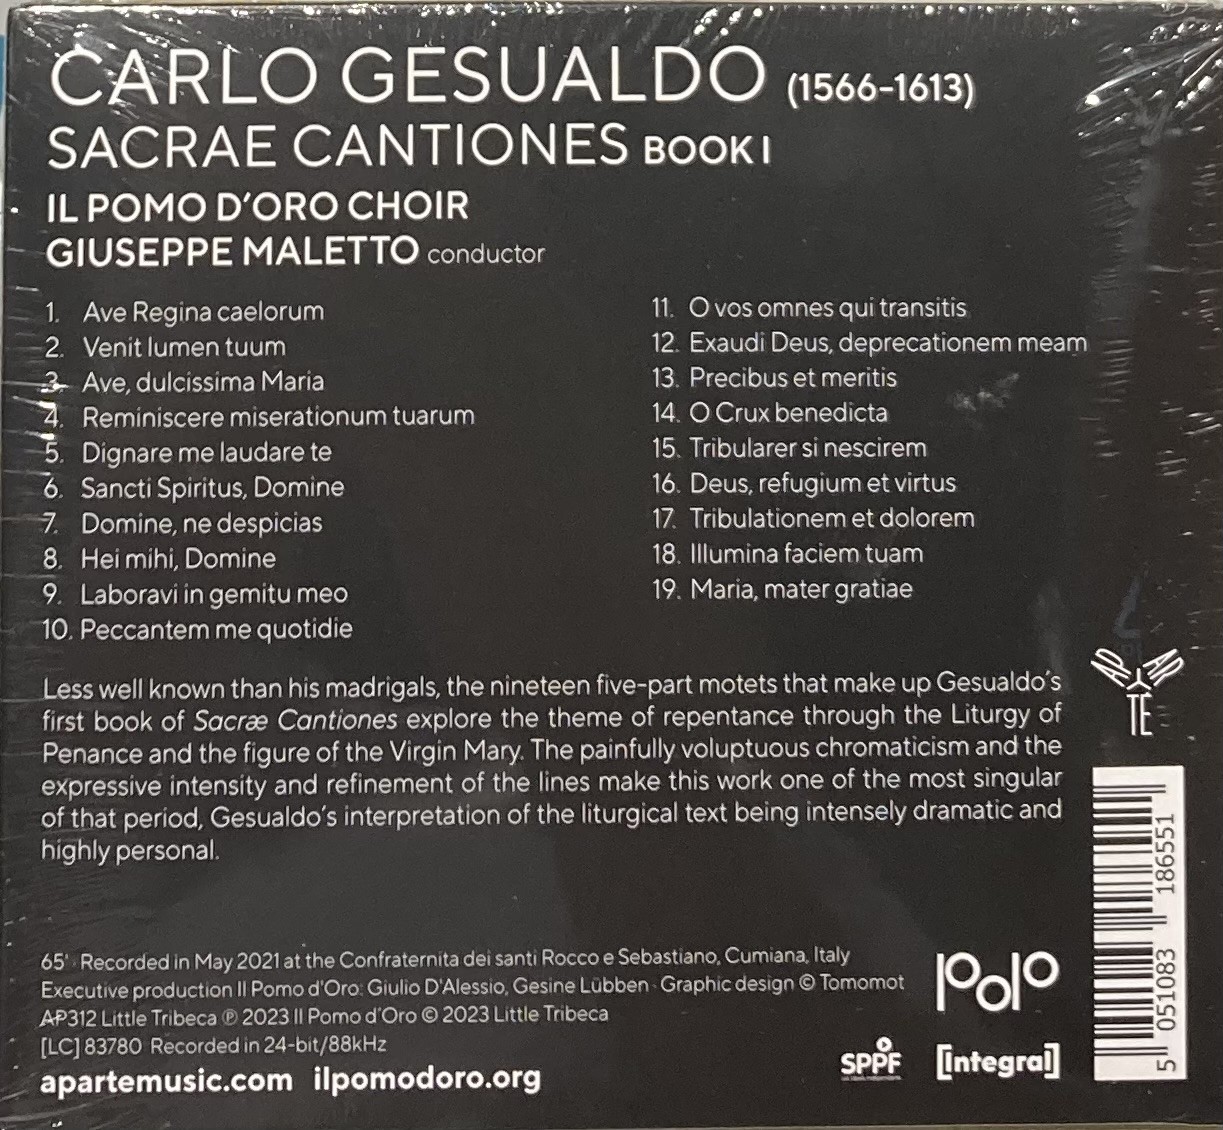 CARLO GESUALDO (1566-1613)
SACRAE CANTIONES BOOK I
IL POMO D'ORO CHOIR
GIUSEPPE MALETTO conductor
1. Ave Regina caelorum
2. Venit lumen tuum
3. Ave, dulcissima Maria
4. Reminiscere miserationum tuarum
5. Dignare me laudare te
6. Sancti Spiritus, Domine
7. Domine, ne despicias
8. Hei mihi, Domine
9. Laboravi in gemitu meo
10. Peccantem me quotidie
11. O vos omnes qui transitis
12. Exaudi Deus, deprecationem meam
13. Precibus et meritis
14. O Crux benedicta
15. Tribularer si nescirem
16. Deus, refugium et virtus
17. Tribulationem et dolorem
18. Illumina faciem tuam
19. Maria, mater gratiae
Less well known than his madrigals, the nineteen five-part motets that make up Gesualdo's
first book of Sacræ Cantiones explore the theme of repentance through the Liturgy of
Penance and the figure of the Virgin Mary. The painfully voluptuous chromaticism and the
expressive intensity and refinement of the lines make this work one of the most singular
of that period, Gesualdo's interpretation of the liturgical text being intensely dramatic and
highly personal.
65' · Recorded in May 2021 at the Confraternita dei santi Rocco e Sebastiano, Cumiana, Italy
Executive production Il Pomo d'Oro: Giulio D'Alessio, Gesine Lübben · Graphic design © Tomomot
AP312 Little Tribeca ℗ 2023 Il Pomo d'Oro © 2023 Little Tribeca
[LC] 83780 Recorded in 24-bit/88kHz
apartemusic.com ilpomodoro.org
AP AR TE
polo
SPPF
[integral]
5 051083 186551